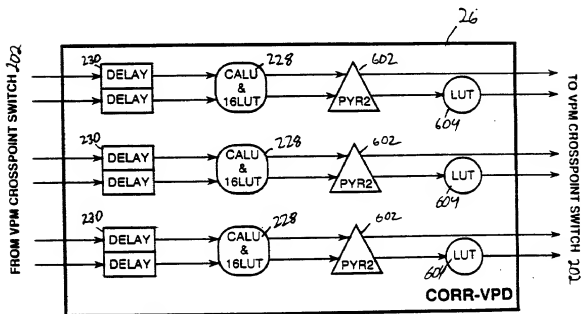 26
FROM VPM CROSSPOINT SWITCH 202
230
DELAY
DELAY
228
CALU
&
16LUT
602
PYR2
LUT
604
230
DELAY
DELAY
228
CALU
&
16LUT
602
PYR2
LUT
604
230
DELAY
DELAY
228
CALU
&
16LUT
602
PYR2
LUT
604
CORR-VPD
TO VPM CROSSPOINT SWITCH 202